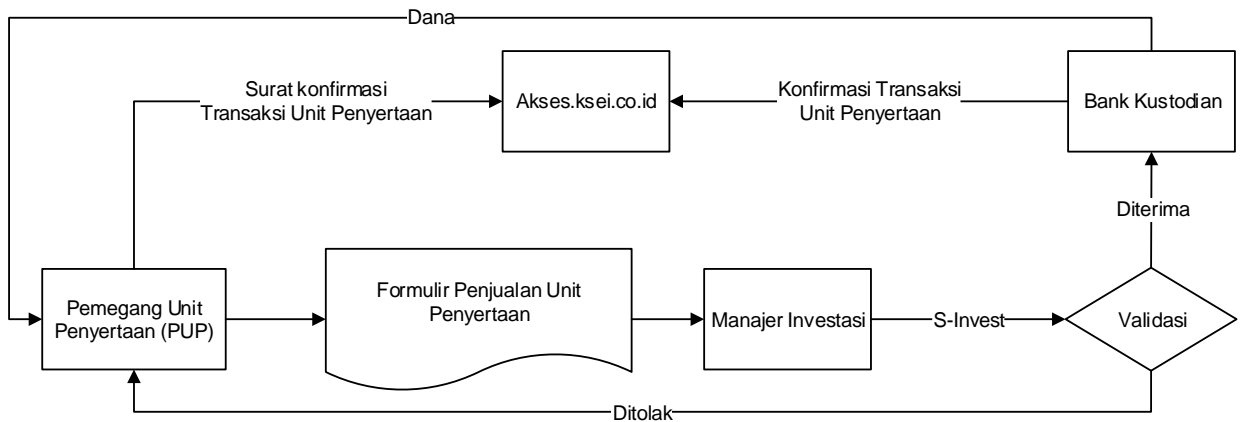 Dana
Surat konfirmasi
Transaksi Unit Penyertaan
Akses.ksei.co.id
Konfirmasi Transaksi
Unit Penyertaan
Bank Kustodian
Diterima
Pemegang Unit
Penyertaan (PUP)
Formulir Penjualan Unit
Penyertaan
Manajer Investasi
S-Invest
Validasi
Ditolak